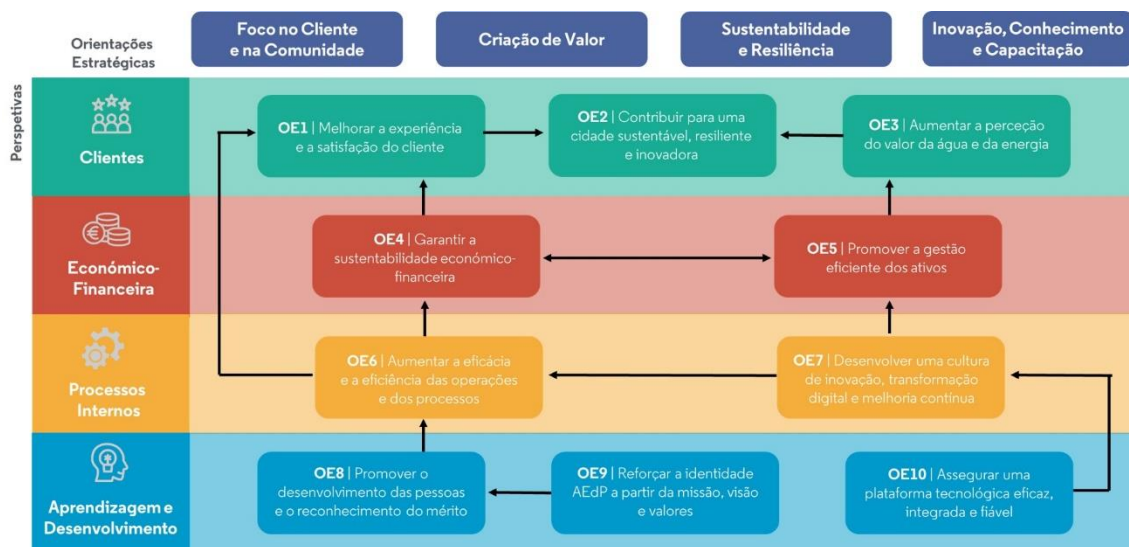 Orientações
Estratégicas
Foco no Cliente
e na Comunidade
Criação de Valor
Sustentabilidade
e Resiliência
Inovação, Conhecimento
e Capacitação
Perspetivas
Clientes
OE1 | Melhorar a experiência
e a satisfação do cliente
OE2 | Contribuir para uma
cidade sustentável, resiliente
e inovadora
OE3 | Aumentar a perceção
do valor da água e da energia
Económico-
Financeira
OE4 | Garantir a
sustentabilidade económico-
financeira
OE5 | Promover a gestão
eficiente dos ativos
Processos
Internos
OE6 | Aumentar a eficácia
e a eficiência das operações
e dos processos
OE7 | Desenvolver uma cultura
de inovação, transformação
digital e melhoria contínua
Aprendizagem e
Desenvolvimento
OE8 | Promover o
desenvolvimento das pessoas
e o reconhecimento do mérito
OE9 | Reforçar a identidade
AEdP a partir da missão, visão
e valores
OE10 | Assegurar uma
plataforma tecnológica eficaz,
integrada e fiável